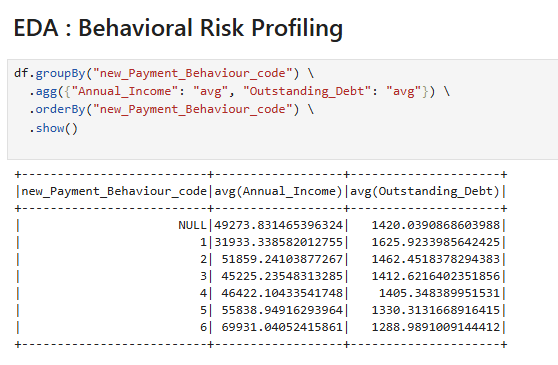 EDA : Behavioral Risk Profiling
df.groupBy("new_Payment_Behaviour_code") \
  .agg({"Annual_Income": "avg", "Outstanding_Debt": "avg"}) \
  .orderBy("new_Payment_Behaviour_code") \
  .show()
+--------------------------+------------------+---------------------+
|new_Payment_Behaviour_code|avg(Annual_Income)|avg(Outstanding_Debt)|
+--------------------------+------------------+---------------------+
|                      NULL|49273.831465396324|   1420.0390868603988|
|                         1|31933.338582012755|   1625.9233985642425|
|                         2| 51859.24103877267|   1462.4518378294383|
|                         3| 45225.23548313285|   1412.6216402351856|
|                         4| 46422.10433541748|    1405.348389951531|
|                         5| 55838.94916293964|   1330.3131668916415|
|                         6| 69931.04052415861|   1288.9891009144412|
+--------------------------+------------------+---------------------+